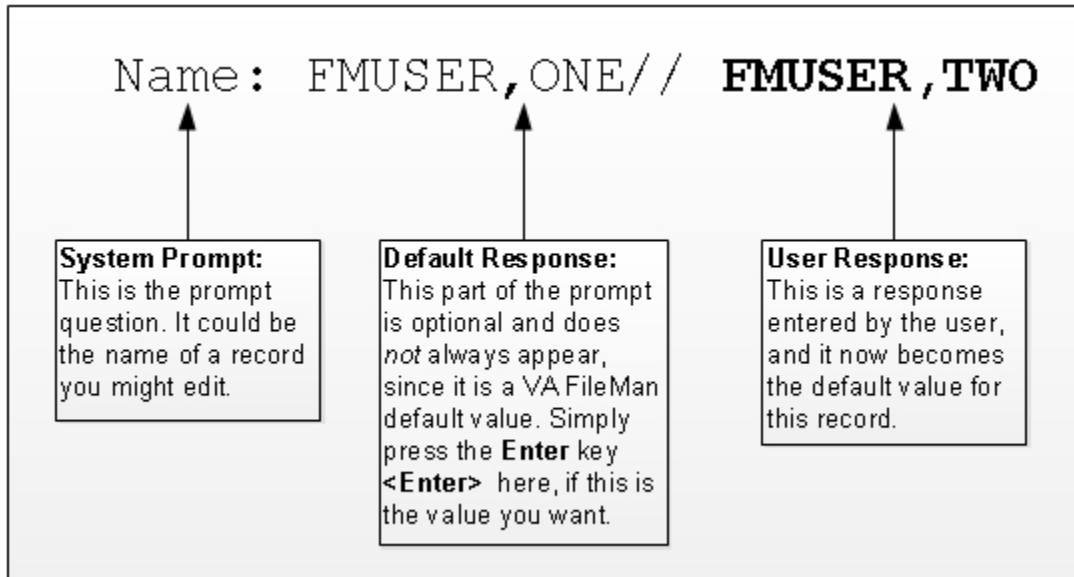 Name: FMUSER,ONE// FMUSER,TWO
System Prompt:
This is the prompt
question. It could be
the name of a record
you might edit.
Default Response:
This part of the prompt
is optional and does
not always appear,
since it is a VA FileMan
default value. Simply
press the Enter key
<Enter> here, if this is
the value you want.
User Response:
This is a response
entered by the user,
and it now becomes
the default value for
this record.